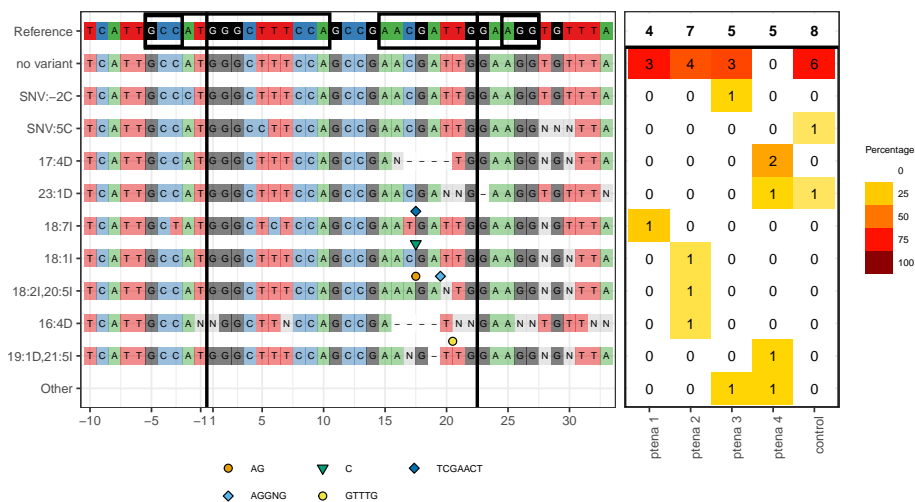 Reference T C A T T G C C A T G G G C T T T C C A G C C G A A C G A T T G G A A G G T G T T T A 4 7 5 5 8
no variant T C A T T G C C A T G G G C T T T C C A G C C G A A C G A T T G G A A G G T G T T T A 3 4 3 0 6
SNV:-2C T C A T T G C C C T G G G C T T T C C A G C C G A A C G A T T G G A A G G T G T T T A 0 0 1 0 0
SNV:5C T C A T T G C C A T G G G C C T T C C A G C C G A A C G A T T G G A A G G N N N T T A 0 0 0 0 1
17:4D T C A T T G C C A T G G G C T T T C C A G C C G A N - - - - T G G A A G G N G N T T A 0 0 0 2 0
23:1D T C A T T G C C A T G G G C T T T C C A G C C G A A C G A N N G - A A G G T G T T T N 0 0 0 1 1
18:7I T C A T T G C T A T G G G C T C T C C A G C C G A A T G A T T G G A A G G N G N T T A 1 0 0 0 0
18:1I T C A T T G C C A T G G G C T T T C C A G C C G A A C G A T T G G A A G G N G N T T A 0 1 0 0 0
18:2I,20:5I T C A T T G C C A T G G G C T T T C C A G C C G A A A G A N T G G A A G G N G N T T A 0 1 0 0 0
16:4D T C A T T G C C A N N G G C T T N C C A G C C G A - - - - T N N G A A N N T G T T N N 0 1 0 0 0
19:1D,21:5I T C A T T G C C A T G G G C T T T C C A G C C G A A N G - T T G G A A G G N G N T T A 0 0 0 1 0
Other 0 0 1 1 0
−10 −5 −1 1 5 10 15 20 25 30
ptena 1 ptena 2 ptena 3 ptena 4 control
Percentage
0
25
50
75
100
AG C TCGAACT
AGGNG GTTTG